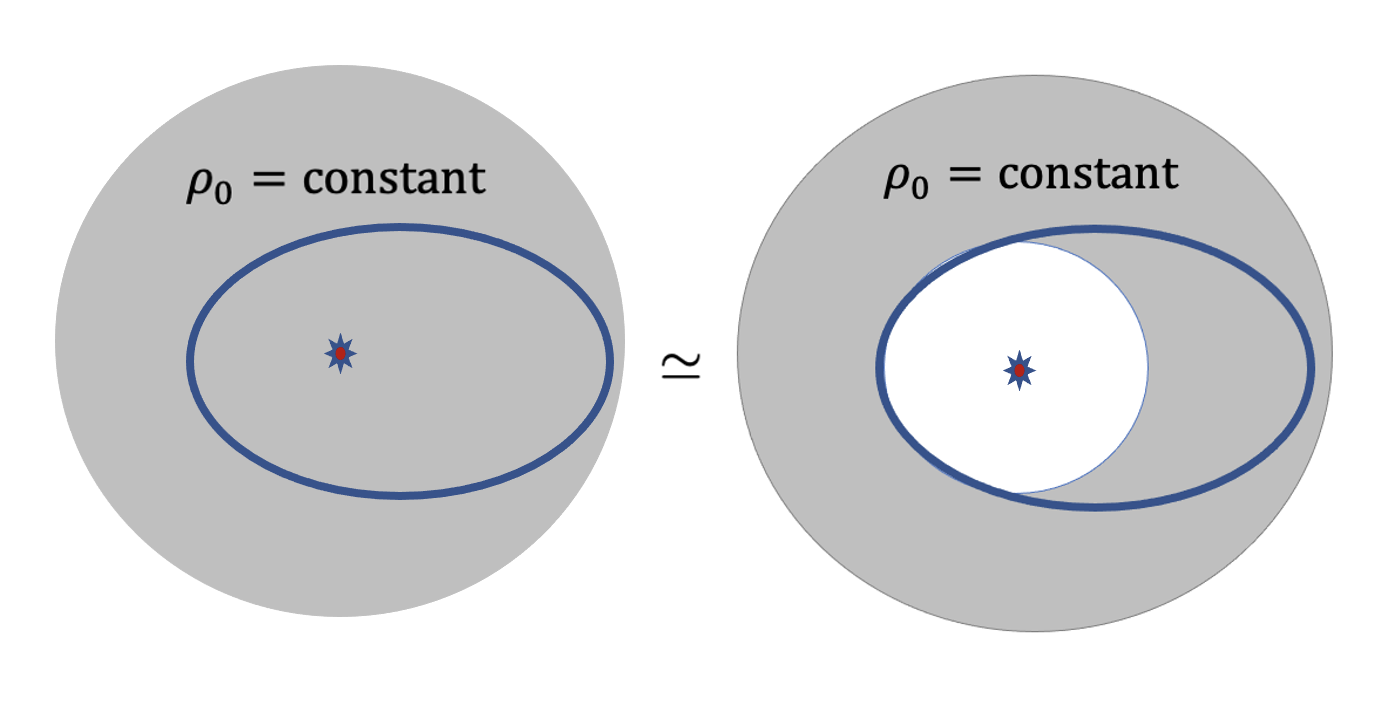 ρ₀ = constant
≃
ρ₀ = constant